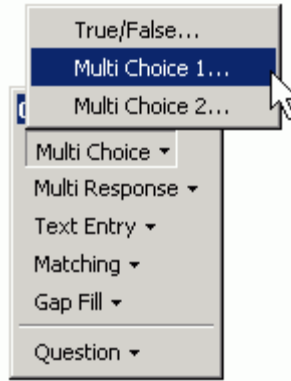 True/False...
Multi Choice 1...
Multi Choice 2...
Multi Choice
Multi Response
Text Entry
Matching
Gap Fill
Question